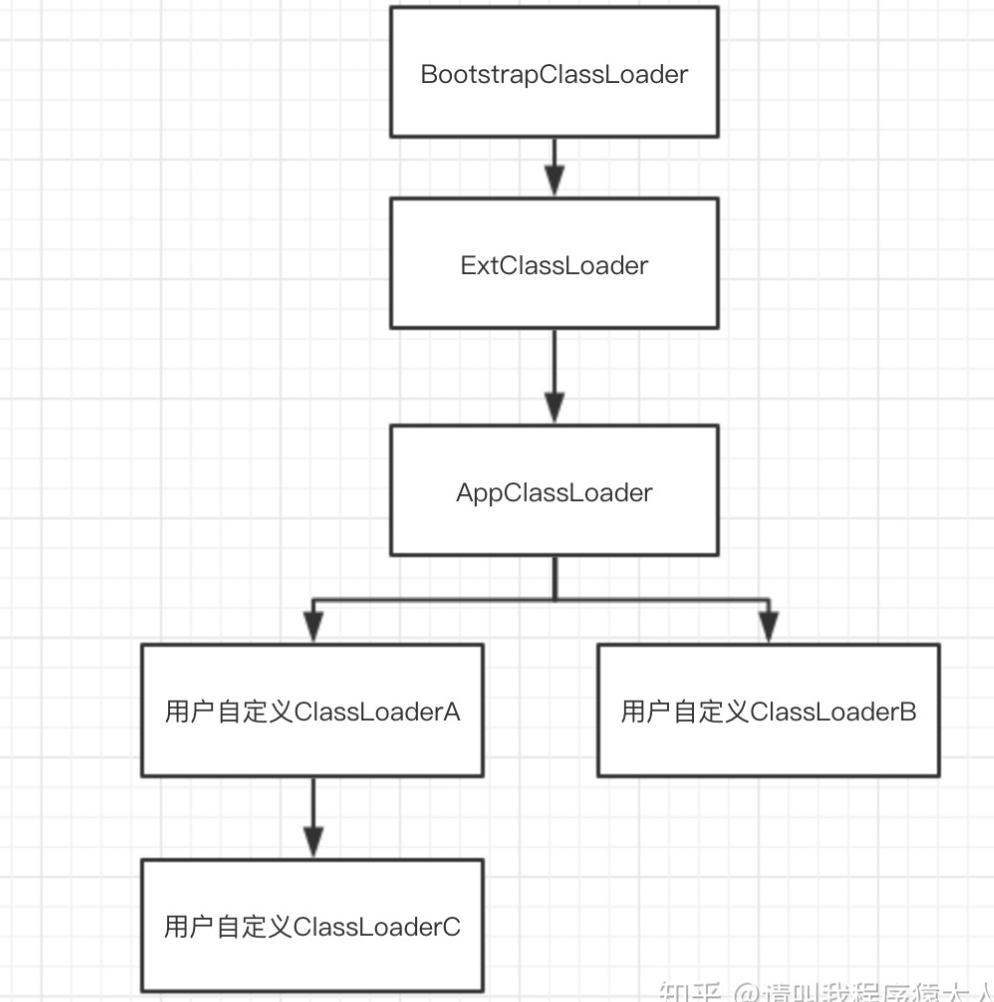 BootstrapClassLoader
ExtClassLoader
AppClassLoader
用户自定义ClassLoaderA
用户自定义ClassLoaderB
用户自定义ClassLoaderC
知乎 @请叫我程序猿大人